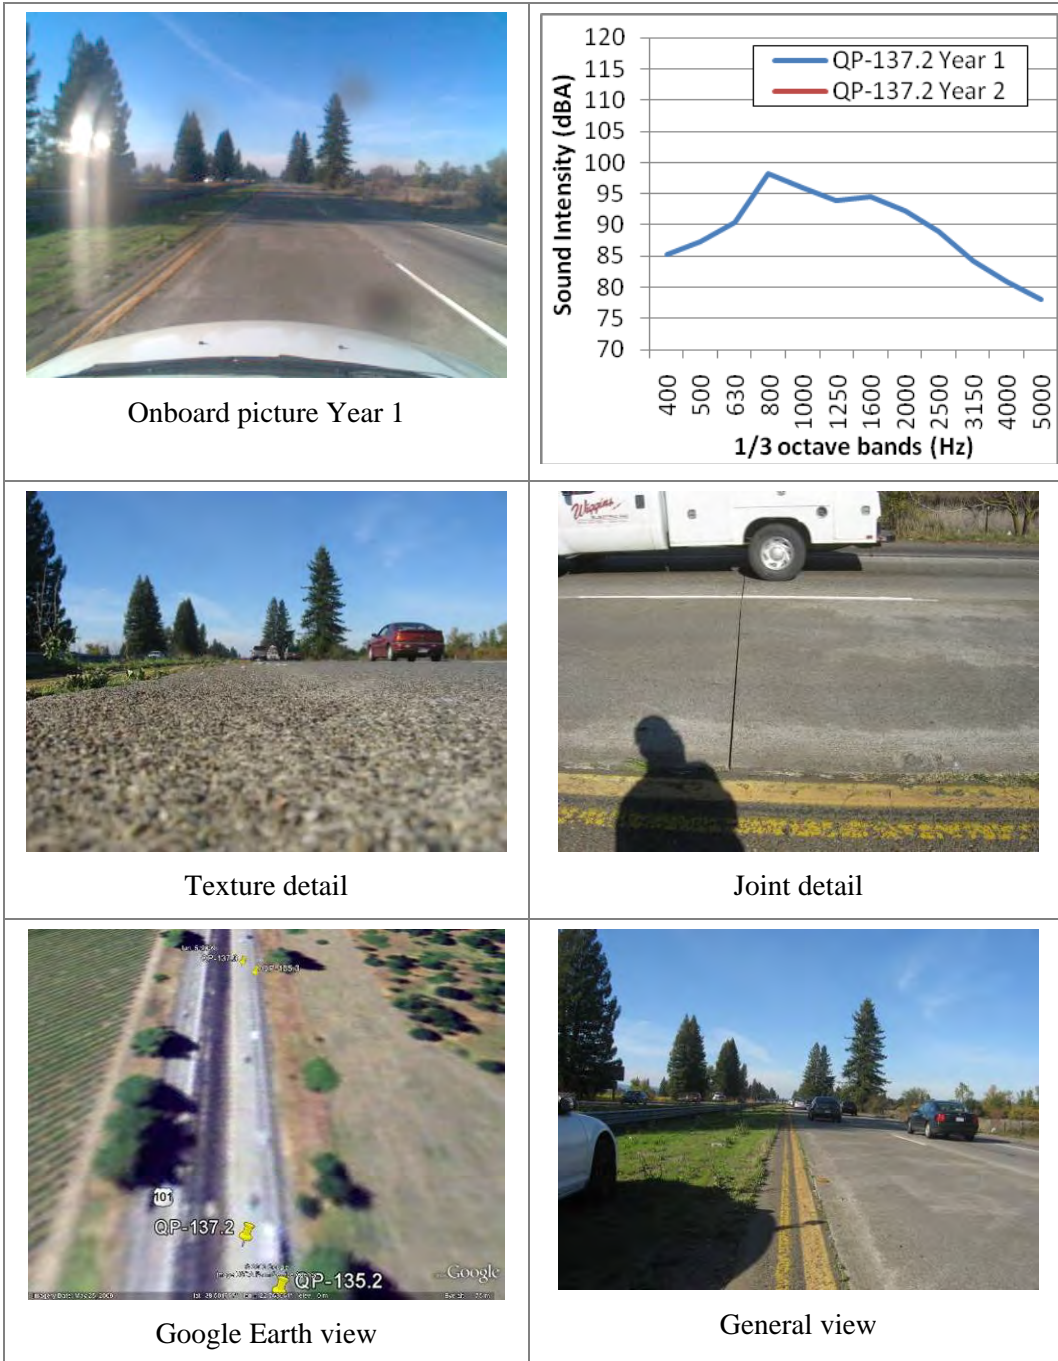 120
115
110
105
100
95
90
85
80
75
70
Sound Intensity (dBA)
QP-137.2 Year 1
QP-137.2 Year 2
400
500
630
800
1000
1250
1600
2000
2500
3150
4000
5000
1/3 octave bands (Hz)
Onboard picture Year 1
Wiggins
Texture detail
Joint detail
101
QP-137.2
QP-135.2
Google
Google Earth view
General view